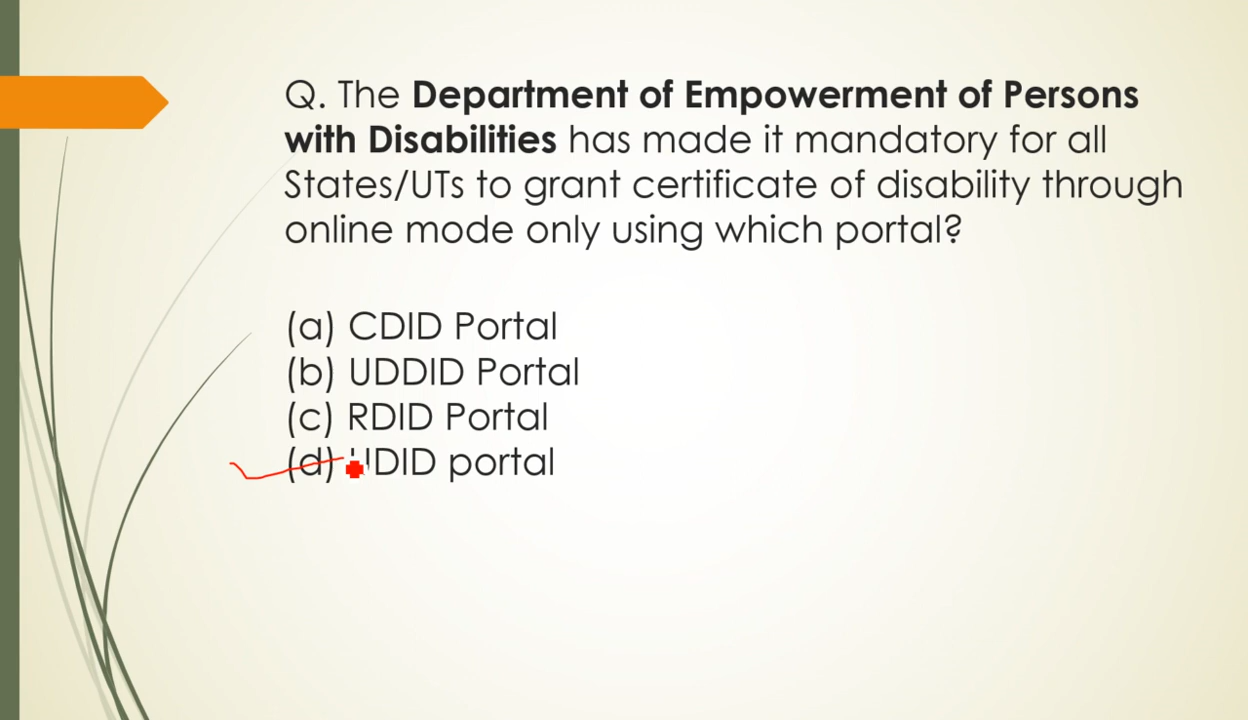 Q. The Department of Empowerment of Persons
with Disabilities has made it mandatory for all
States/UTs to grant certificate of disability through
online mode only using which portal?
(a) CDID Portal
(b) UDDID Portal
(c) RDID Portal
(d) UDID portal